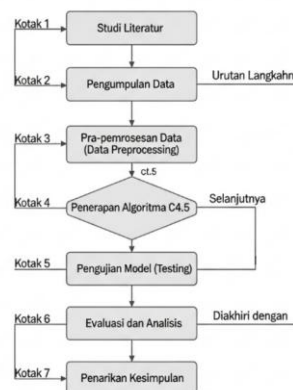 Kotak 1
Studi Literatur
Kotak 2
Pengumpulan Data
Urutan Langkahn
Kotak 3
Pra-pemrosesan Data
(Data Preprocessing)
ct.5
Kotak 4
Penerapan Algoritma C4.5
Selanjutnya
Kotak 5
Pengujian Model (Testing)
Kotak 6
Evaluasi dan Analisis
Diakhiri dengan
Kotak 7
Penarikan Kesimpulan